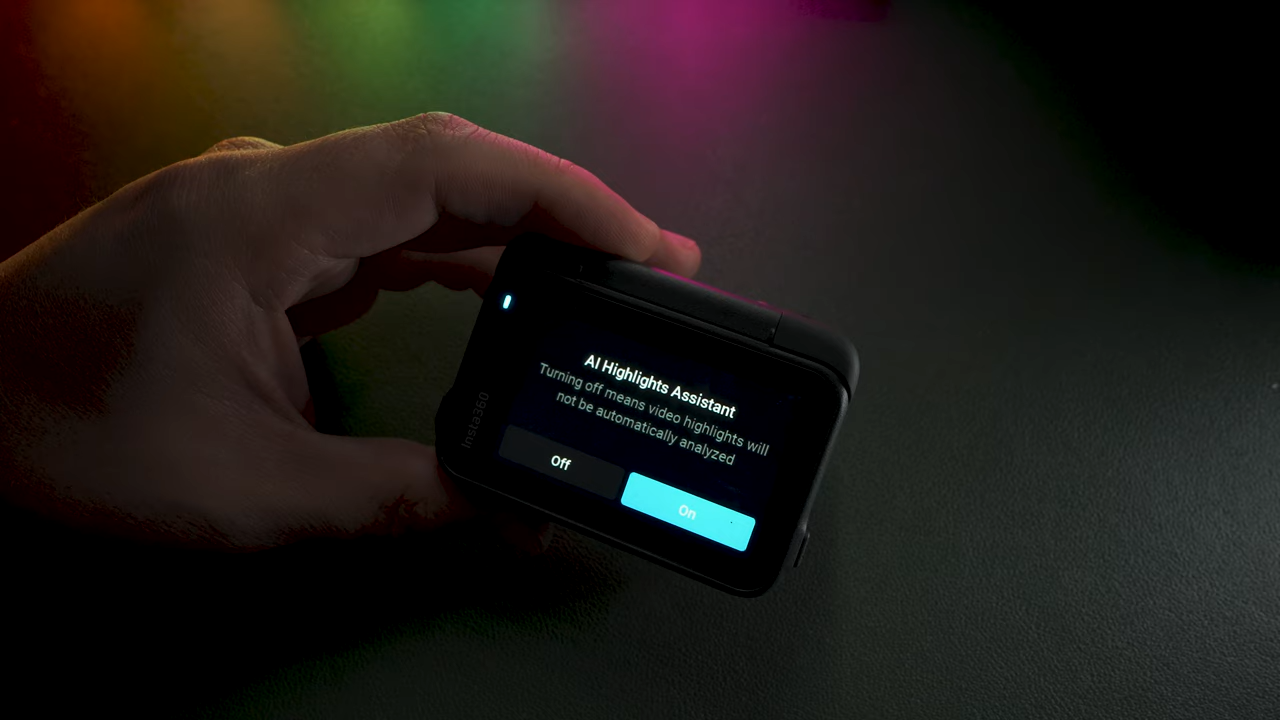 AI Highlights Assistant
Turning off means video highlights will
not be automatically analyzed
Off
On
Insta360